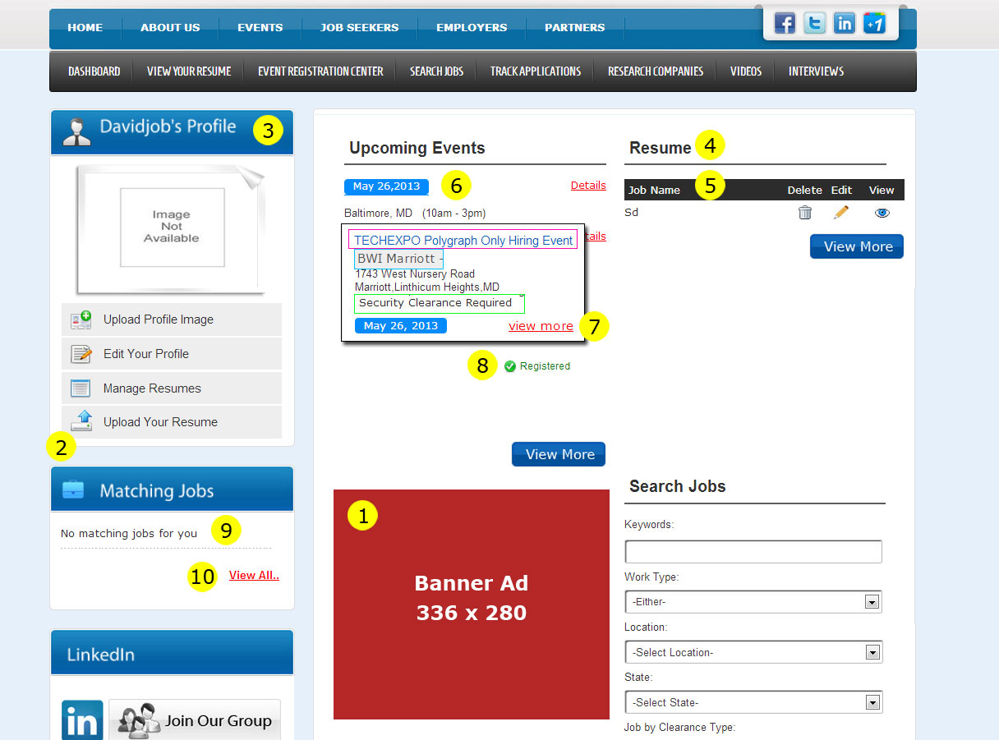 HOME ABOUT US EVENTS JOB SEEKERS EMPLOYERS PARTNERS
f t in +1
DASHBOARD VIEW YOUR RESUME EVENT REGISTRATION CENTER SEARCH JOBS TRACK APPLICATIONS RESEARCH COMPANIES VIDEOS INTERVIEWS
Davidjob's Profile 3
Image
Not
Available
Upload Profile Image
Edit Your Profile
Manage Resumes
Upload Your Resume
2
Matching Jobs
No matching jobs for you 9
10 View All..
LinkedIn
in Join Our Group
Upcoming Events
May 26,2013 6 Details
Baltimore, MD (10am - 3pm)
TECHEXPO Polygraph Only Hiring Event
BWI Marriott -
1743 West Nursery Road
Marriott,Linthicum Heights,MD
Security Clearance Required
May 26, 2013 view more 7
8 Registered
View More
1
Banner Ad
336 x 280
Resume 4
Job Name 5 Delete Edit View
Sd
View More
Search Jobs
Keywords:
Work Type:
-Either-
Location:
-Select Location-
State:
-Select State-
Job by Clearance Type: